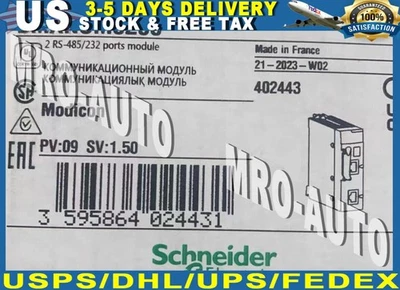 US 3-5 DAYS DELIVERY
STOCK & FREE TAX
100%
SATISFACTION
GUARANTEED
2 RS-485/232 ports module
Made in France
КОММУНИКАЦИОННЫЙ МОДУЛЬ
21-2023-W02
КОММУНИКАЦИЯЛЫҚ МОДУЛЬ
402443
Modicon
MRO-AUTO
MRO-AUTO
EAC
PV:09 SV:1.50
3 595864 024431
Schneider
USPS/DHL/UPS/FEDEX